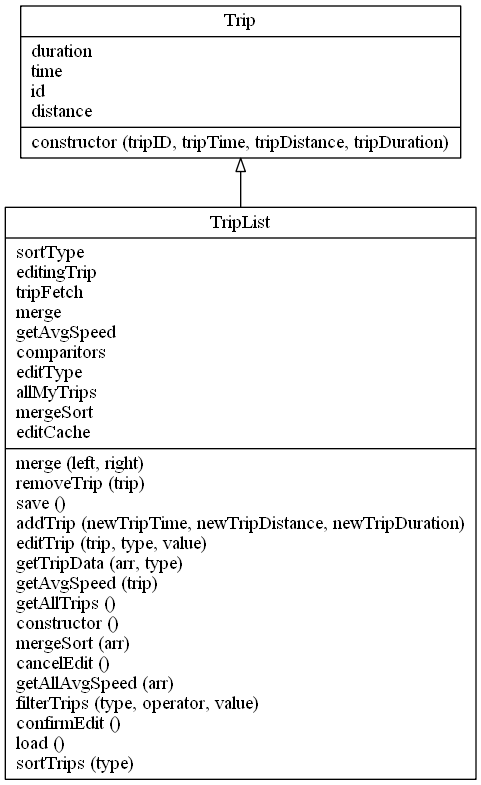 Trip
duration
time
id
distance
constructor (tripID, tripTime, tripDistance, tripDuration)
TripList
sortType
editingTrip
tripFetch
merge
getAvgSpeed
comparitors
editType
allMyTrips
mergeSort
editCache
merge (left, right)
removeTrip (trip)
save ()
addTrip (newTripTime, newTripDistance, newTripDuration)
editTrip (trip, type, value)
getTripData (arr, type)
getAvgSpeed (trip)
getAllTrips ()
constructor ()
mergeSort (arr)
cancelEdit ()
getAllAvgSpeed (arr)
filterTrips (type, operator, value)
confirmEdit ()
load ()
sortTrips (type)